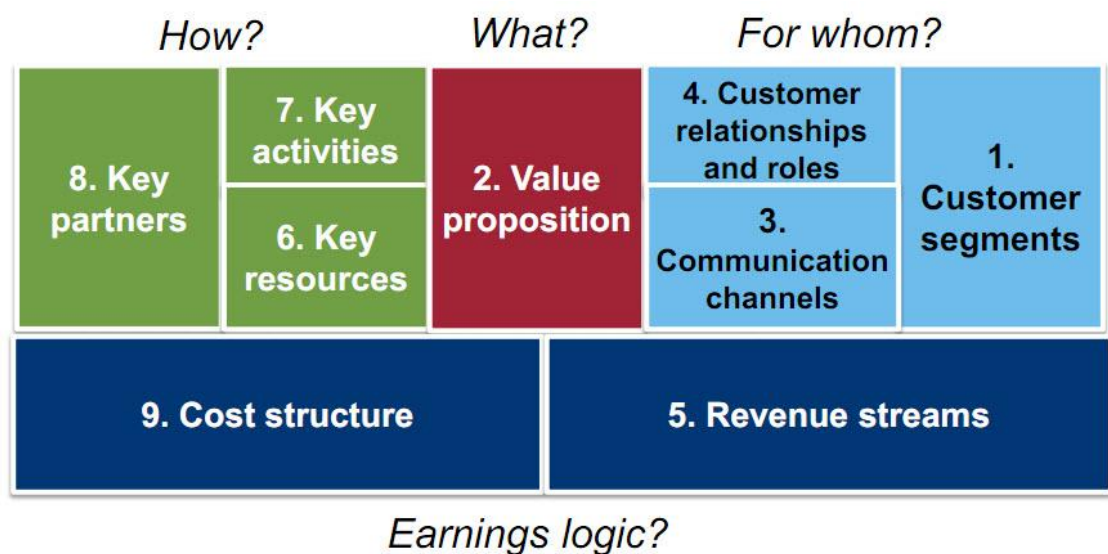 How?
What?
For whom?
8. Key
partners
7. Key
activities
6. Key
resources
2. Value
proposition
4. Customer
relationships
and roles
3.
Communication
channels
1.
Customer
segments
9. Cost structure
5. Revenue streams
Earnings logic?